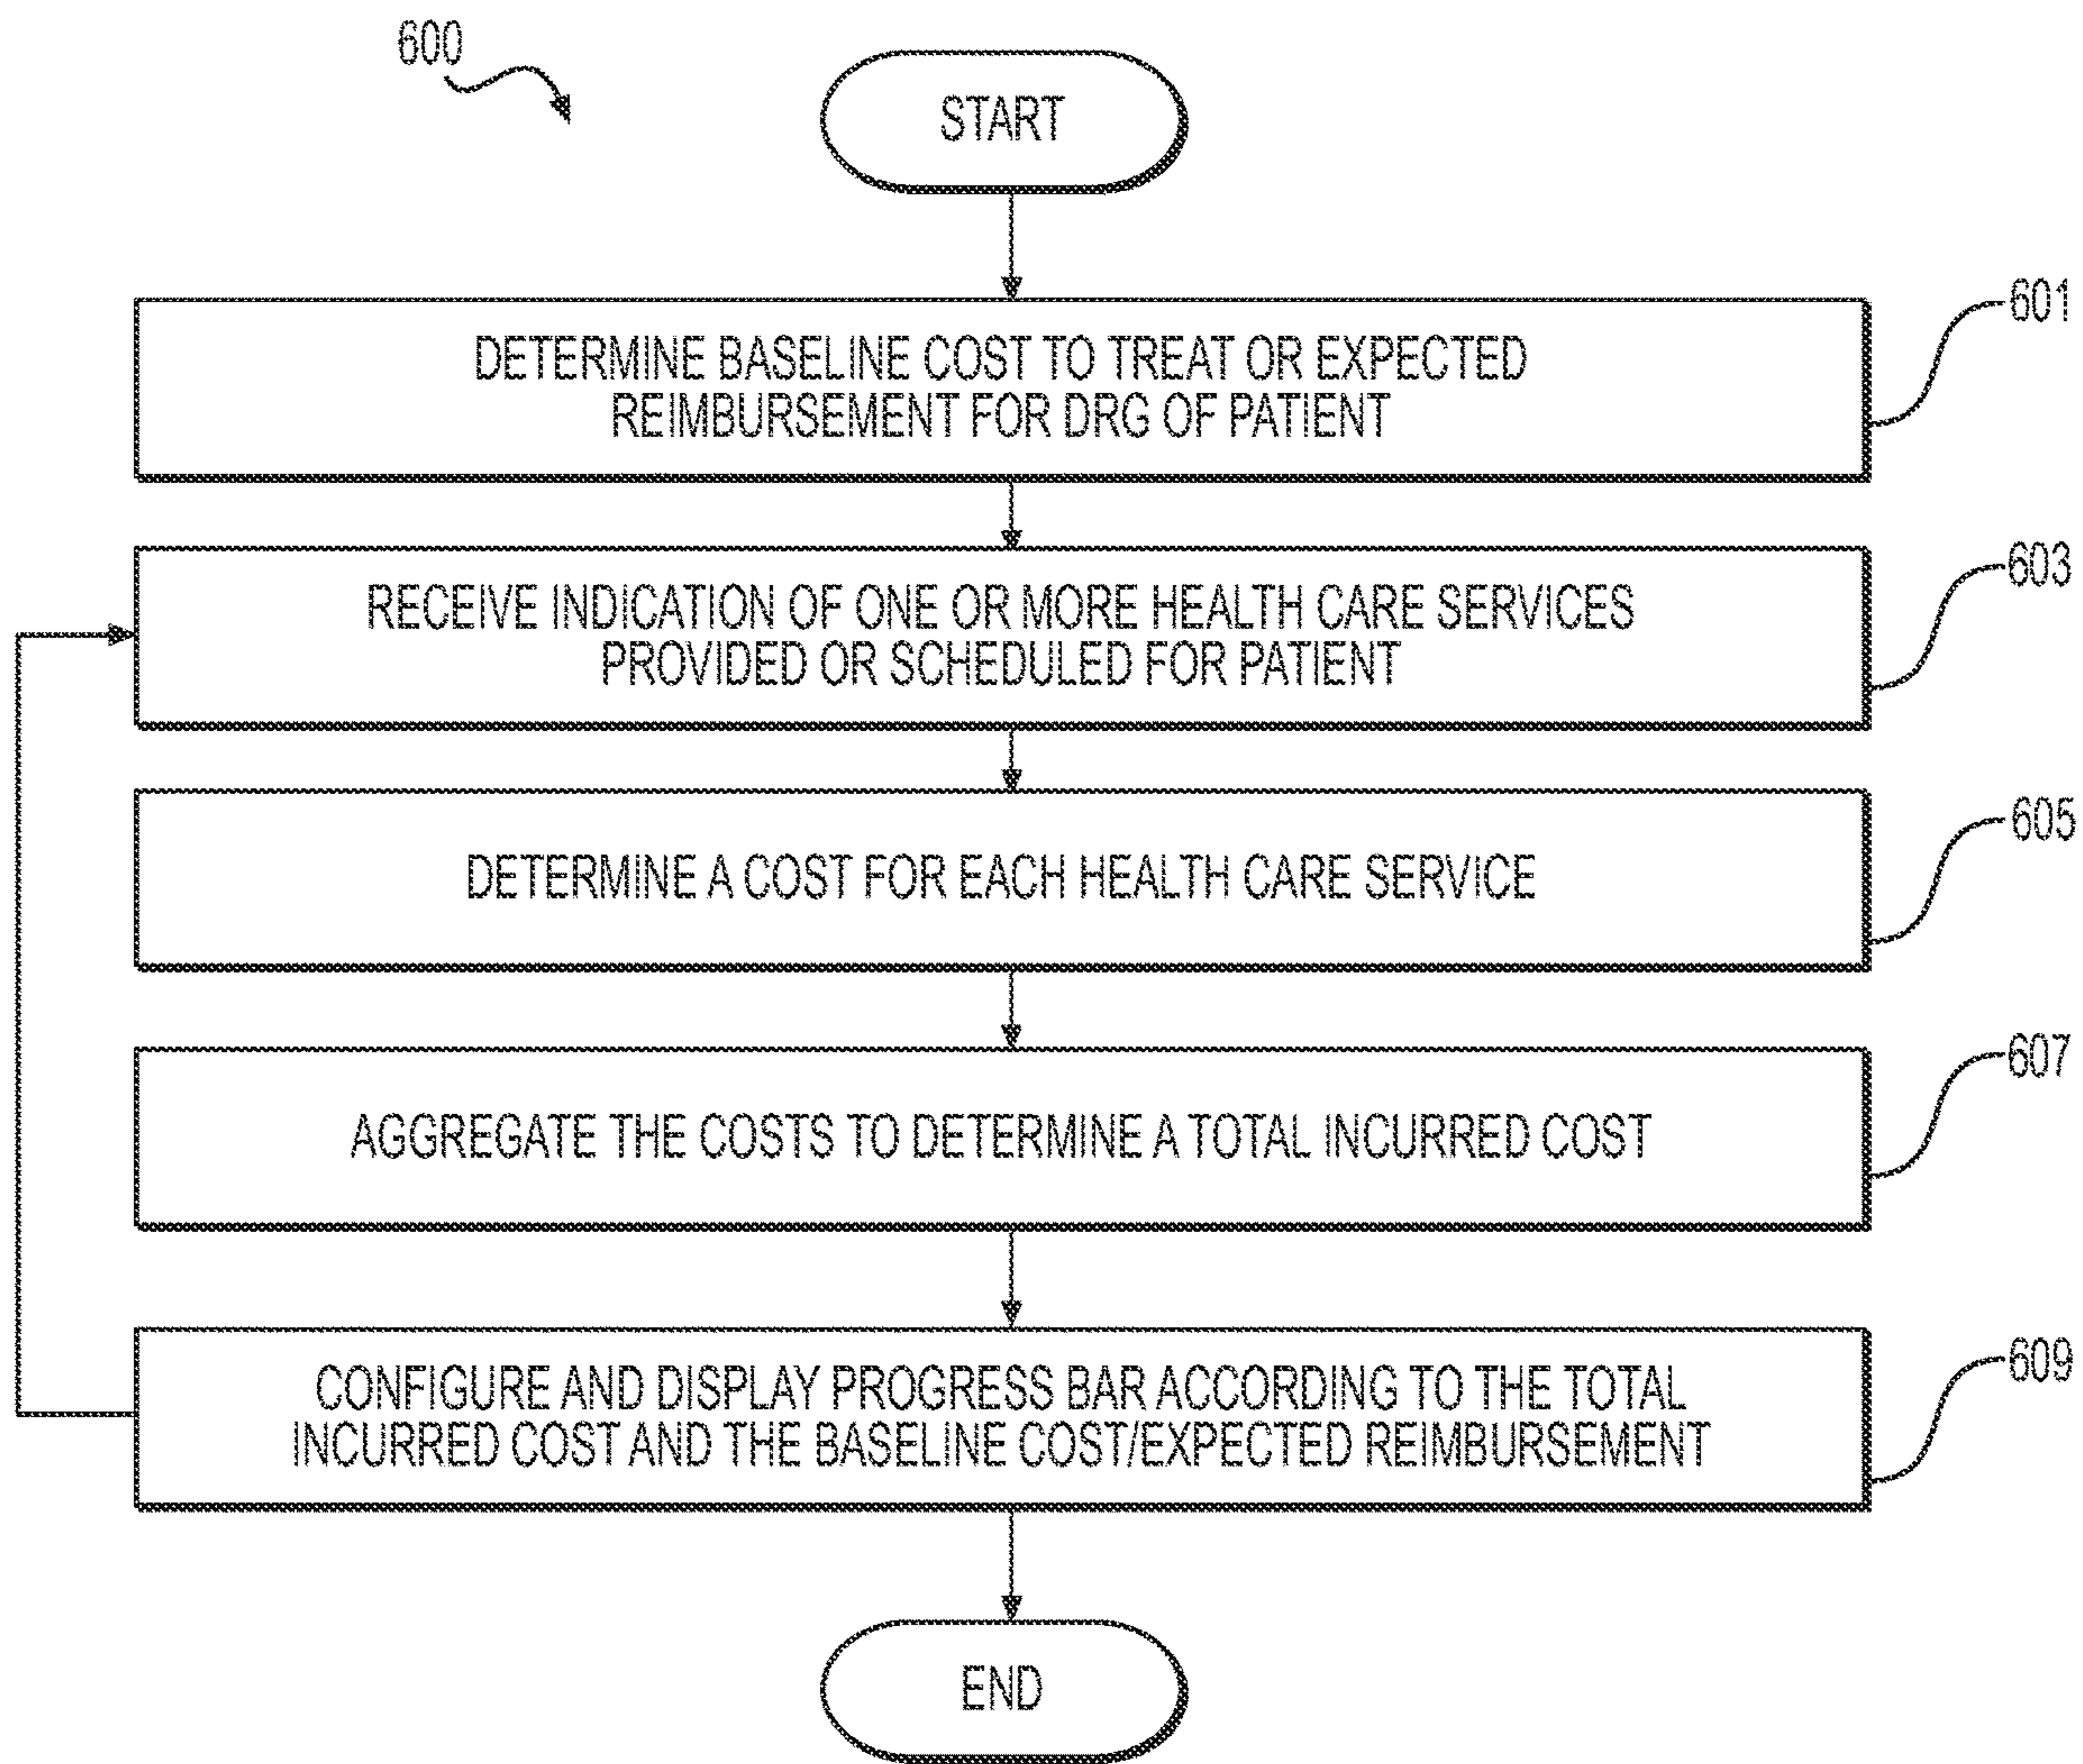 600
START
601
DETERMINE BASELINE COST TO TREAT OR EXPECTED
REIMBURSEMENT FOR DRG OF PATIENT
603
RECEIVE INDICATION OF ONE OR MORE HEALTH CARE SERVICES
PROVIDED OR SCHEDULED FOR PATIENT
605
DETERMINE A COST FOR EACH HEALTH CARE SERVICE
607
AGGREGATE THE COSTS TO DETERMINE A TOTAL INCURRED COST
609
CONFIGURE AND DISPLAY PROGRESS BAR ACCORDING TO THE TOTAL
INCURRED COST AND THE BASELINE COST/EXPECTED REIMBURSEMENT
END